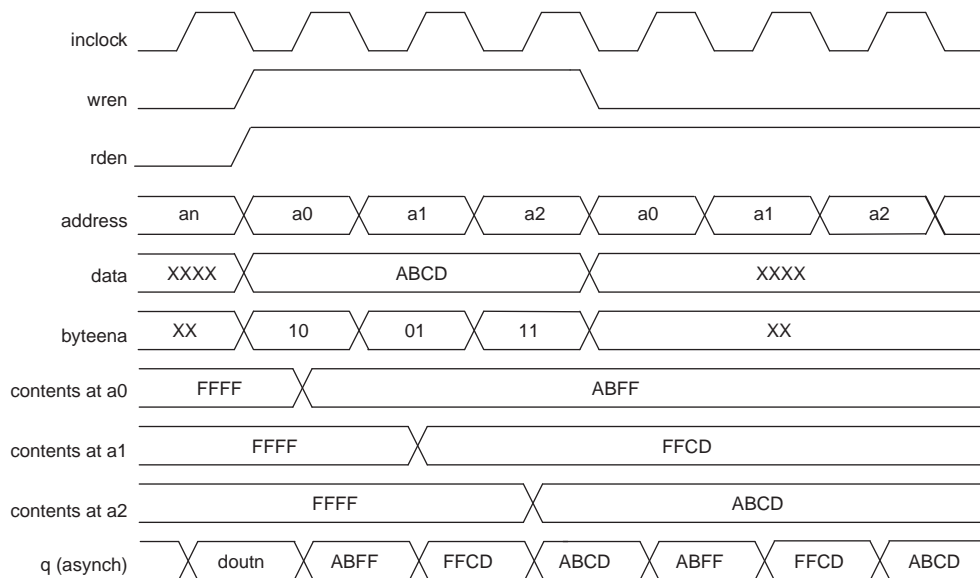 inclock
wren
rden
address an a0 a1 a2 a0 a1 a2
data XXXX ABCD XXXX
byteena XX 10 01 11 XX
contents at a0 FFFF ABFF
contents at a1 FFFF FFCD
contents at a2 FFFF ABCD
q (asynch) doutn ABFF FFCD ABCD ABFF FFCD ABCD